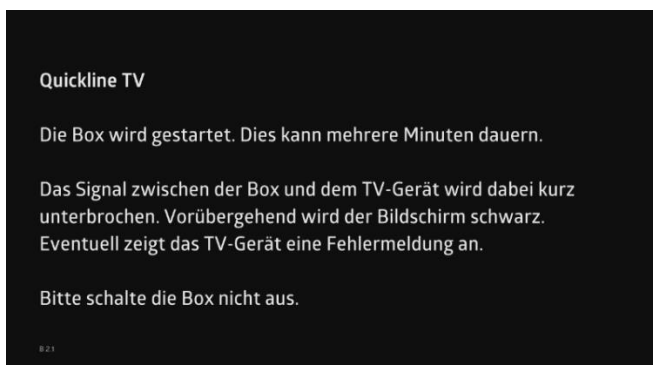 Quickline TV
Die Box wird gestartet. Dies kann mehrere Minuten dauern.
Das Signal zwischen der Box und dem TV-Gerät wird dabei kurz
unterbrochen. Vorübergehend wird der Bildschirm schwarz.
Eventuell zeigt das TV-Gerät eine Fehlermeldung an.
Bitte schalte die Box nicht aus.
B 2.1